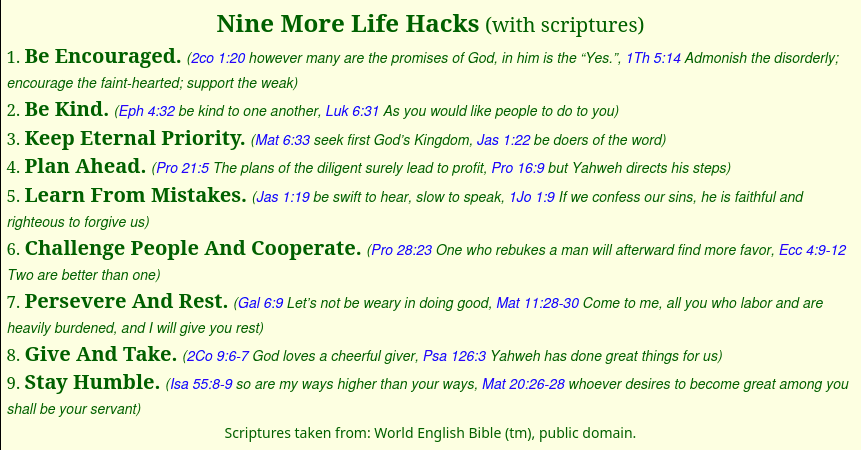 Nine More Life Hacks (with scriptures)
1. Be Encouraged. (2co 1:20 however many are the promises of God, in him is the “Yes.”, 1Th 5:14 Admonish the disorderly;
encourage the faint-hearted; support the weak)
2. Be Kind. (Eph 4:32 be kind to one another, Luk 6:31 As you would like people to do to you)
3. Keep Eternal Priority. (Mat 6:33 seek first God’s Kingdom, Jas 1:22 be doers of the word)
4. Plan Ahead. (Pro 21:5 The plans of the diligent surely lead to profit, Pro 16:9 but Yahweh directs his steps)
5. Learn From Mistakes. (Jas 1:19 be swift to hear, slow to speak, 1Jo 1:9 If we confess our sins, he is faithful and
righteous to forgive us)
6. Challenge People And Cooperate. (Pro 28:23 One who rebukes a man will afterward find more favor, Ecc 4:9-12
Two are better than one)
7. Persevere And Rest. (Gal 6:9 Let’s not be weary in doing good, Mat 11:28-30 Come to me, all you who labor and are
heavily burdened, and I will give you rest)
8. Give And Take. (2Co 9:6-7 God loves a cheerful giver, Psa 126:3 Yahweh has done great things for us)
9. Stay Humble. (Isa 55:8-9 so are my ways higher than your ways, Mat 20:26-28 whoever desires to become great among you
shall be your servant)
Scriptures taken from: World English Bible (tm), public domain.